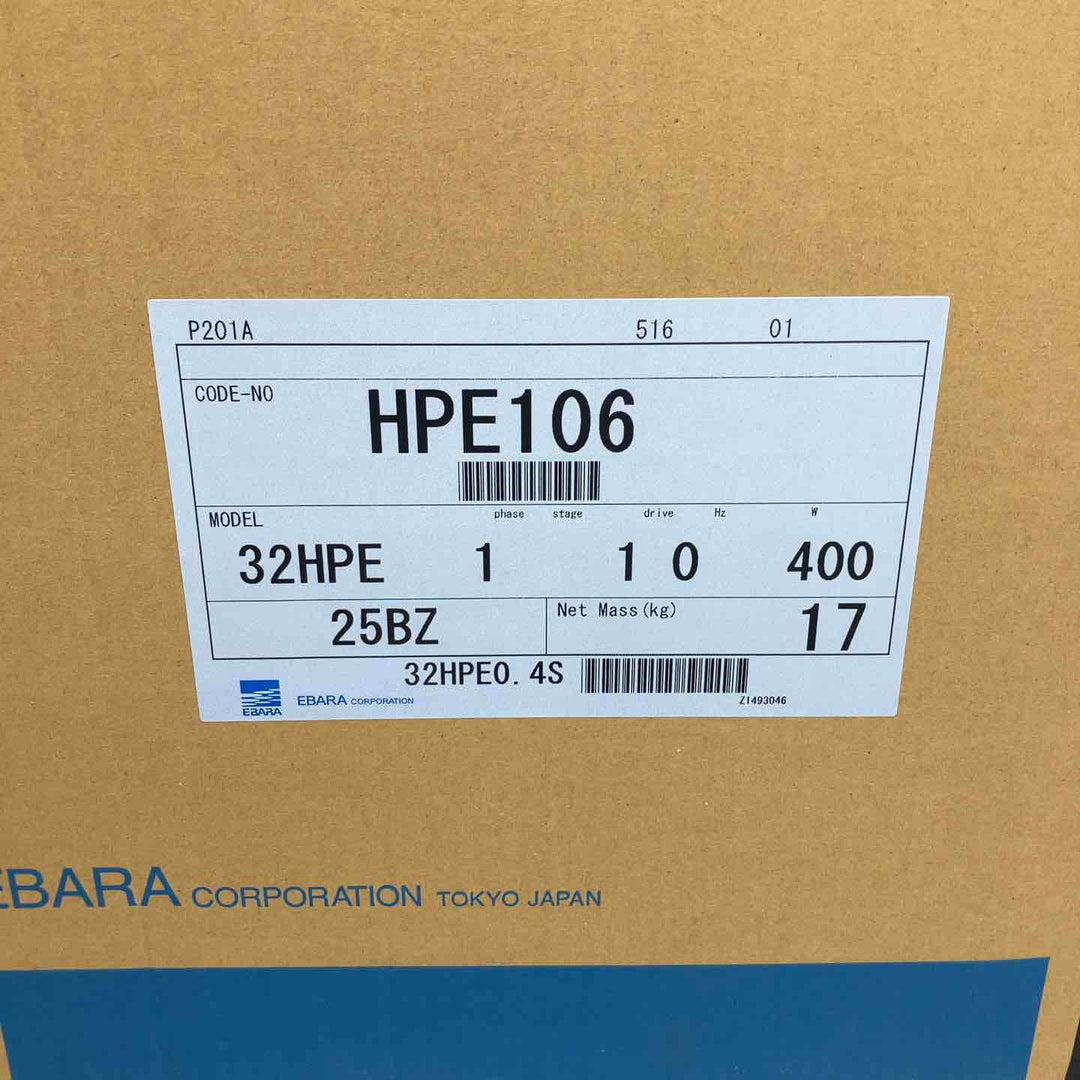 P201A 516 01
CODE-NO
HPE106
MODEL phase stage drive Hz W
32HPE 1 1 0 400
25BZ Net Mass(kg) 17
32HPE0.4S
EBARA EBARA CORPORATION Z1493046
EBARA CORPORATION TOKYO JAPAN